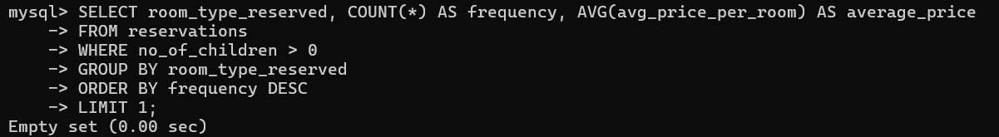 mysql> SELECT room_type_reserved, COUNT(*) AS frequency, AVG(avg_price_per_room) AS average_price
    -> FROM reservations
    -> WHERE no_of_children > 0
    -> GROUP BY room_type_reserved
    -> ORDER BY frequency DESC
    -> LIMIT 1;
Empty set (0.00 sec)